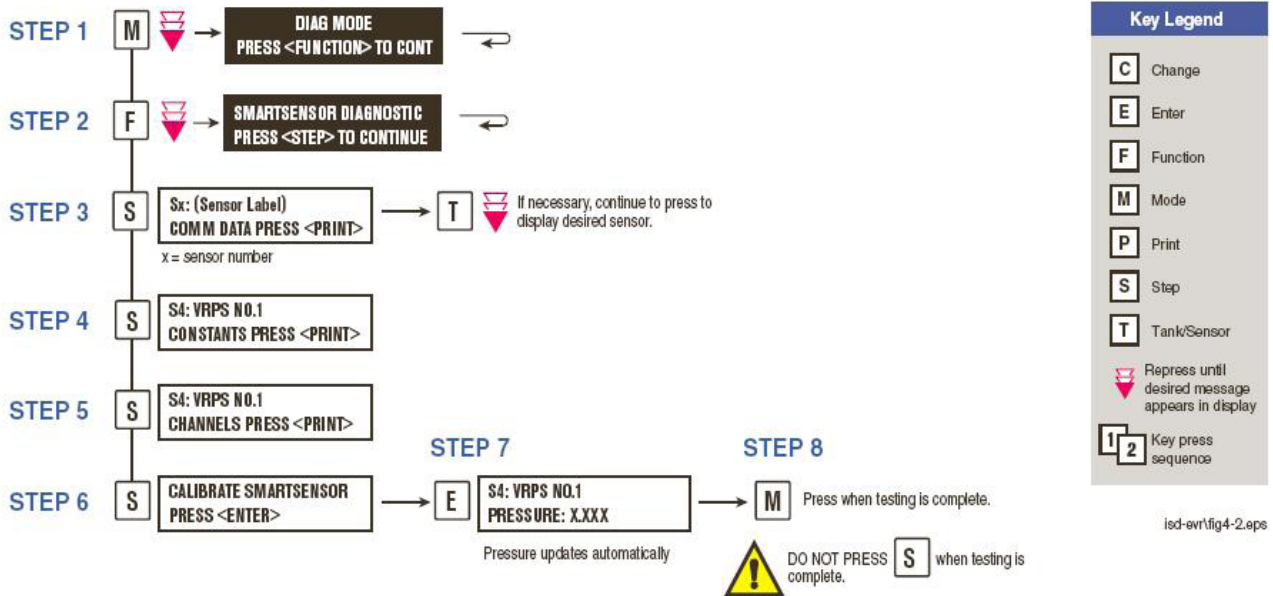 STEP 1
M
DIAG MODE
PRESS <FUNCTION> TO CONT
STEP 2
F
SMARTSENSOR DIAGNOSTIC
PRESS <STEP> TO CONTINUE
STEP 3
S
Sx: (Sensor Label)
COMM DATA PRESS <PRINT>
x = sensor number
T
If necessary, continue to press to
display desired sensor.
STEP 4
S
S4: VRPS NO.1
CONSTANTS PRESS <PRINT>
STEP 5
S
S4: VRPS NO.1
CHANNELS PRESS <PRINT>
STEP 6
S
CALIBRATE SMARTSENSOR
PRESS <ENTER>
STEP 7
E
S4: VRPS NO.1
PRESSURE: X.XXX
Pressure updates automatically
STEP 8
M
Press when testing is complete.
!
DO NOT PRESS S when testing is
complete.
Key Legend
C Change
E Enter
F Function
M Mode
P Print
S Step
T Tank/Sensor
Repress until
desired message
appears in display
1 2 Key press
sequence
isd-evr\fig4-2.eps